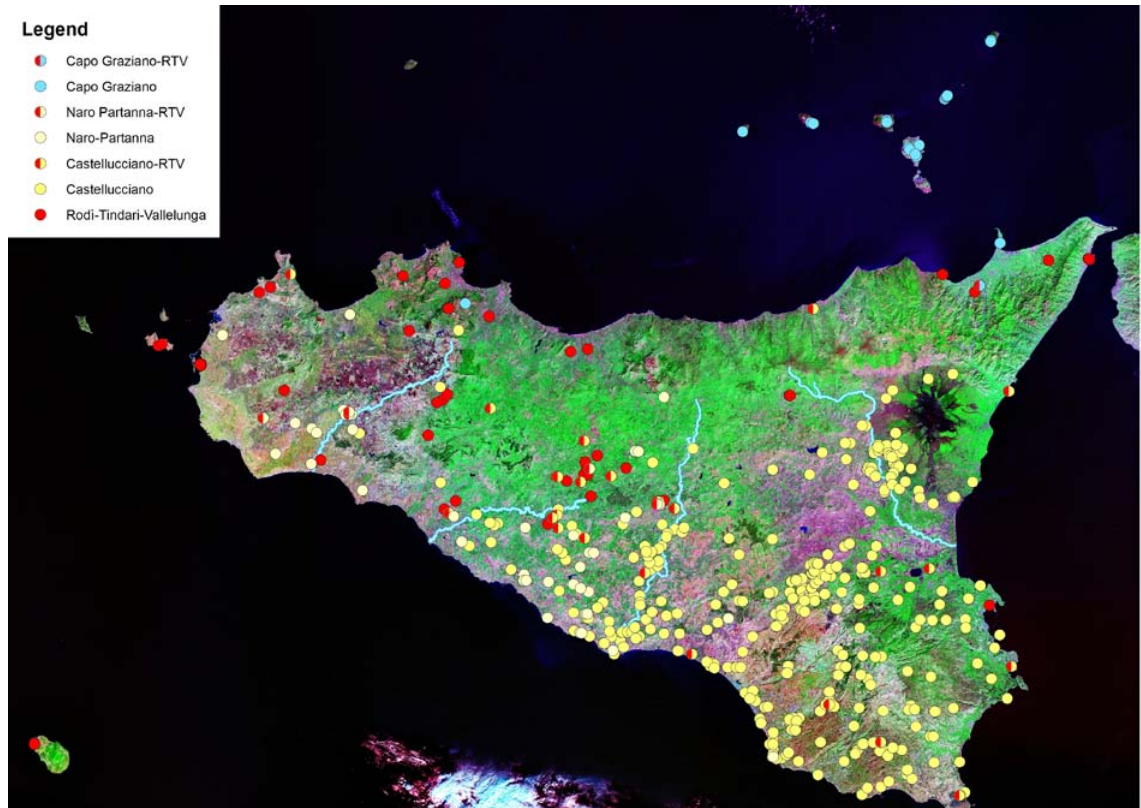 Legend
Capo Graziano-RTV
Capo Graziano
Naro Partanna-RTV
Naro-Partanna
Castellucciano-RTV
Castellucciano
Rodi-Tindari-Vallelunga